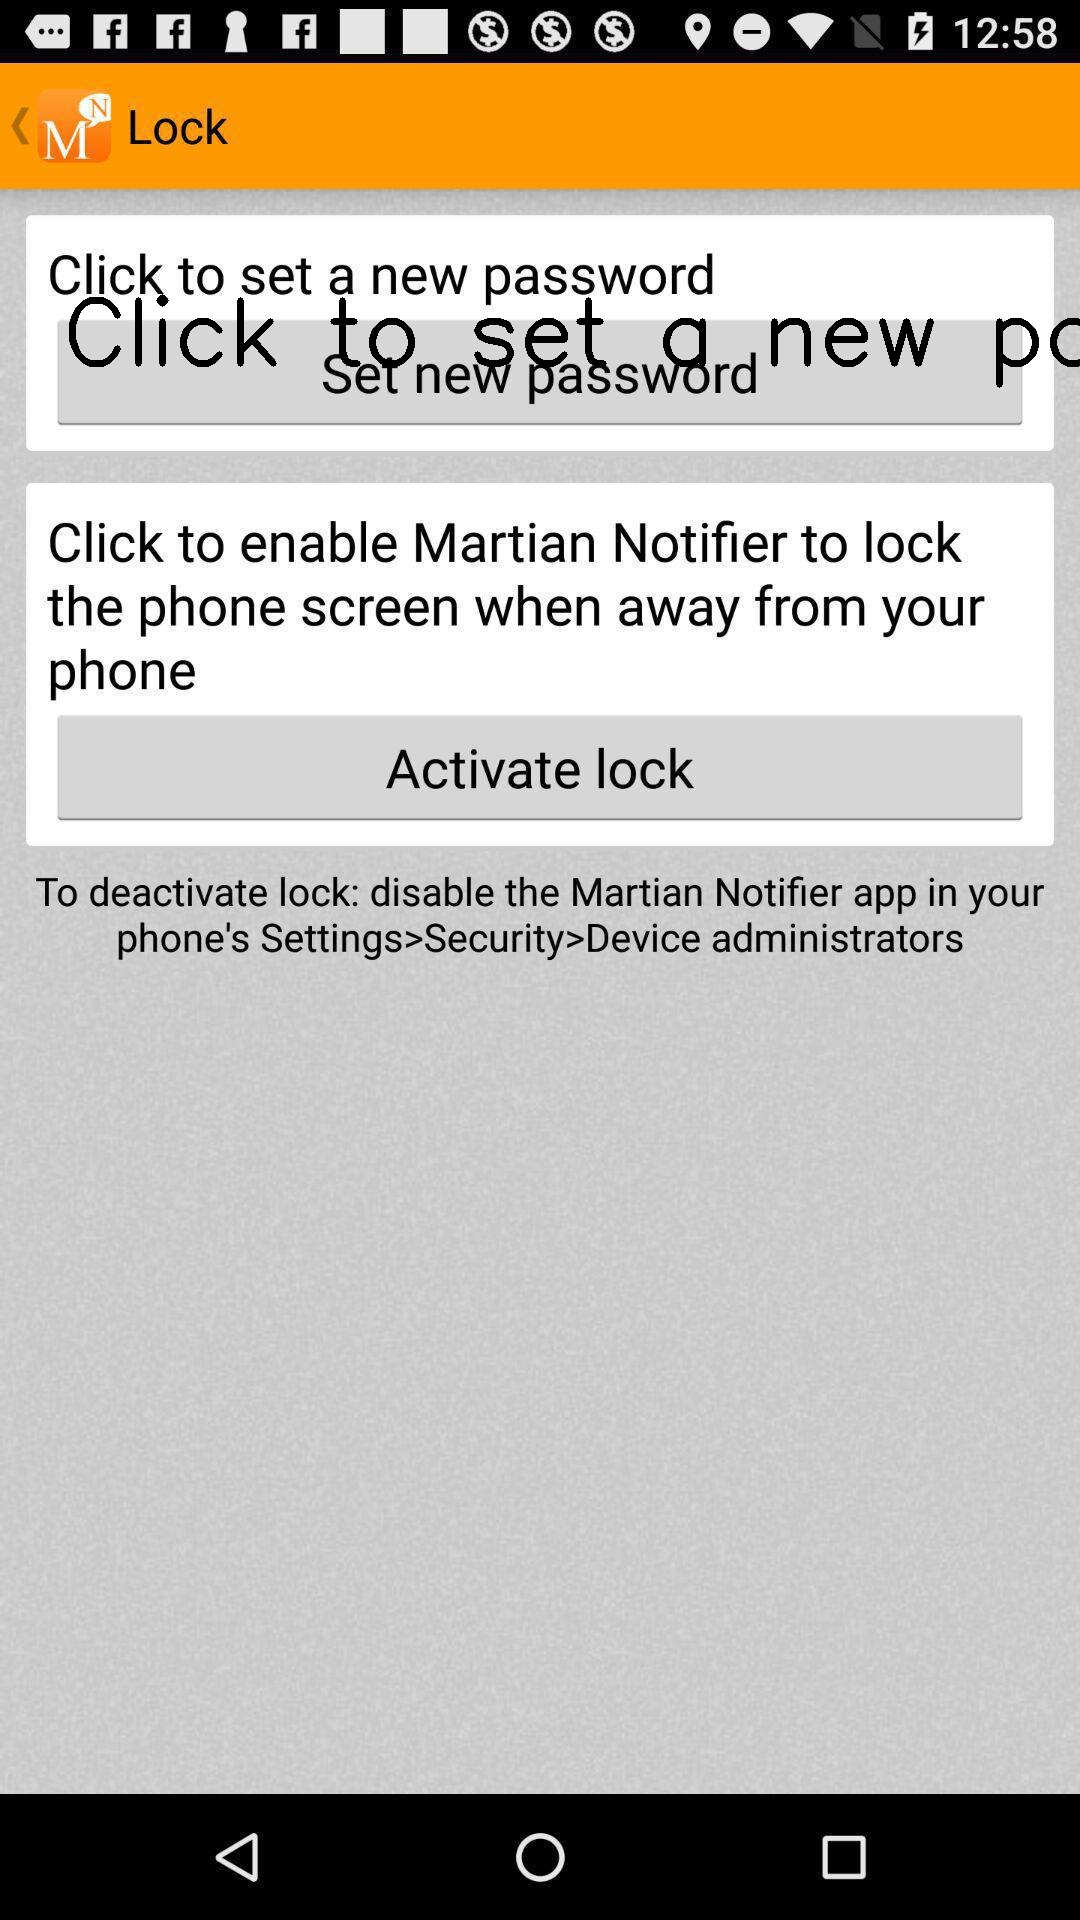 12:58
M N Lock
Click to set a new password
Click to set a new
Set new password
Click to enable Martian Notifier to lock
the phone screen when away from your
phone
Activate lock
To deactivate lock: disable the Martian Notifier app in your
phone's Settings>Security>Device administrators